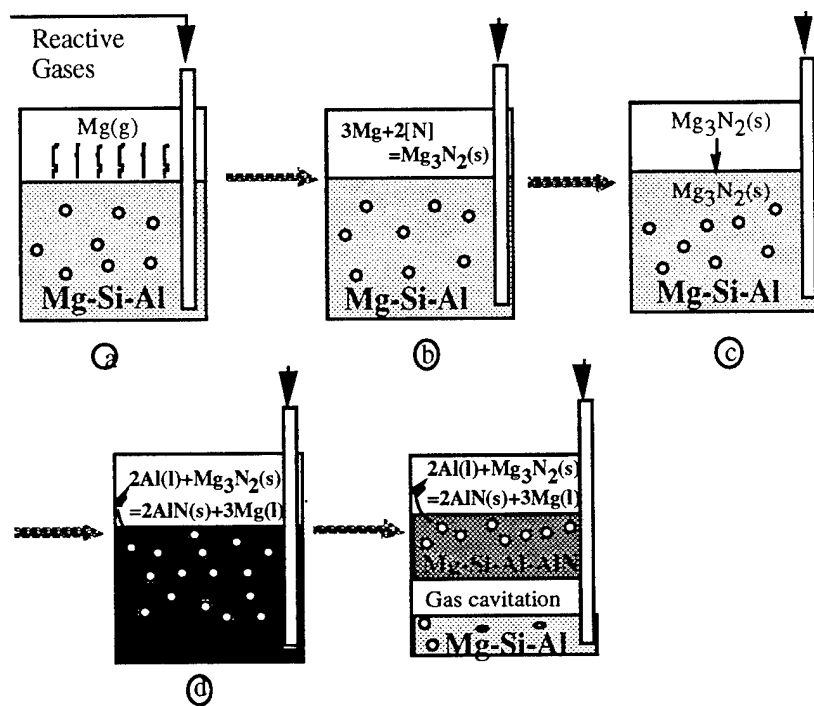 Reactive
Gases
Mg(g)
Mg-Si-Al
a
3Mg+2[N]
=Mg₃N₂(s)
Mg-Si-Al
b
Mg₃N₂(s)
Mg₃N₂(s)
Mg-Si-Al
c
2Al(l)+Mg₃N₂(s)
=2AlN(s)+3Mg(l)
d
2Al(l)+Mg₃N₂(s)
=2AlN(s)+3Mg(l)
Mg-Si-Al-AlN
Gas cavitation
Mg-Si-Al